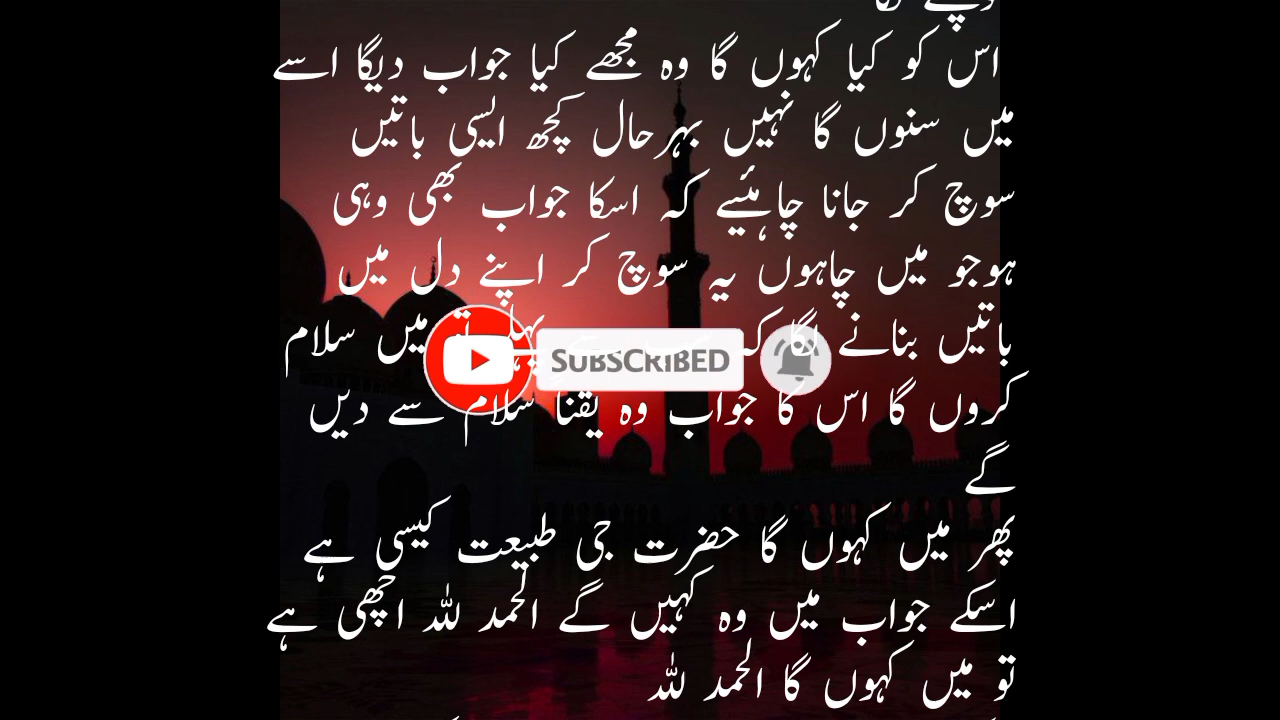 اس کو کیا کہوں گا وہ مجھے کیا جواب دیگا اسے
میں سنوں گا نہیں بہرحال کچھ ایسی باتیں
سوچ کر جانا چاہئیے کہ اسکا جواب بھی وہی
ہوجو میں چاہوں یہ سوچ کر اپنے دل میں
باتیں بنانے لگا کہ پہلے تو میں سلام
SUBSCRIBED
کروں گا اس کا جواب وہ یقنا سلام سے دیں
گے
پھر میں کہوں گا حضرت جی طبیعت کیسی ہے
اسکے جواب میں وہ کہیں گے الحمد للہ اچھی ہے
تو میں کہوں گا الحمد للہ